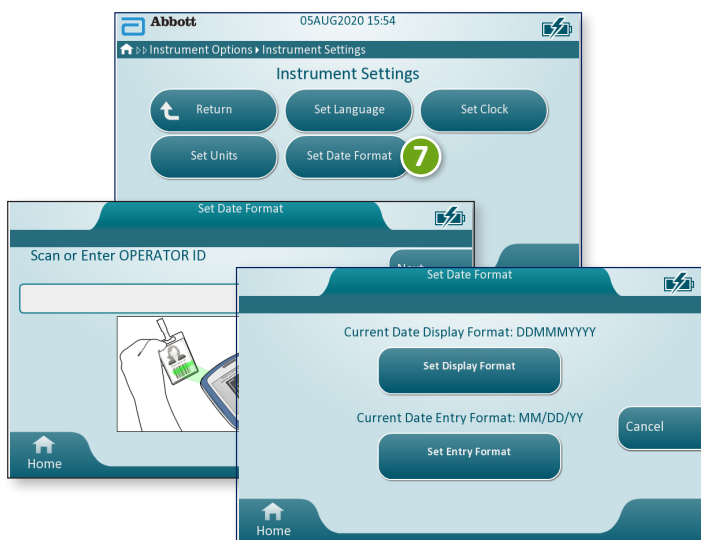 Abbott
05AUG2020 15:54
Instrument Options Instrument Settings
Instrument Settings
Return
Set Language
Set Clock
Set Units
Set Date Format
7
Set Date Format
Scan or Enter OPERATOR ID
Home
Set Date Format
Current Date Display Format: DDMMMYYYY
Set Display Format
Current Date Entry Format: MM/DD/YY
Set Entry Format
Cancel
Home